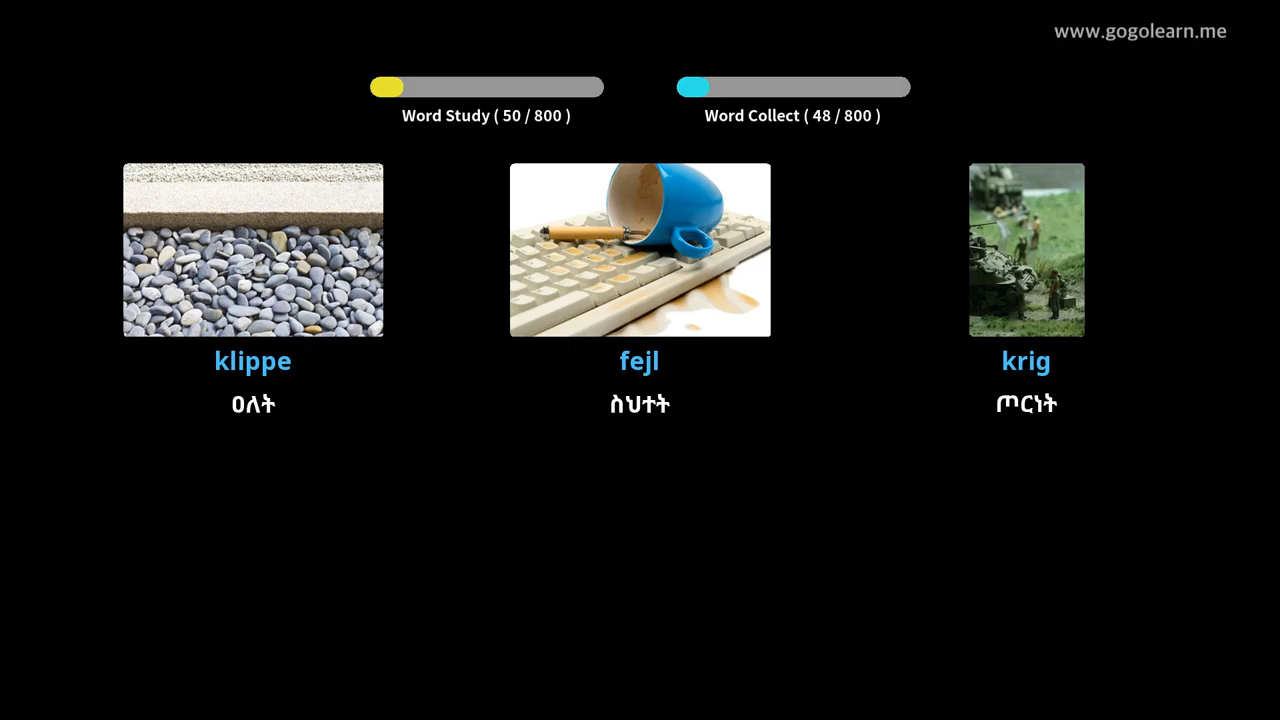 www.gogolearn.me
Word Study ( 50 / 800 )
Word Collect ( 48 / 800 )
klippe
fejl
krig
ዐለት
ስህተት
ጦርነት